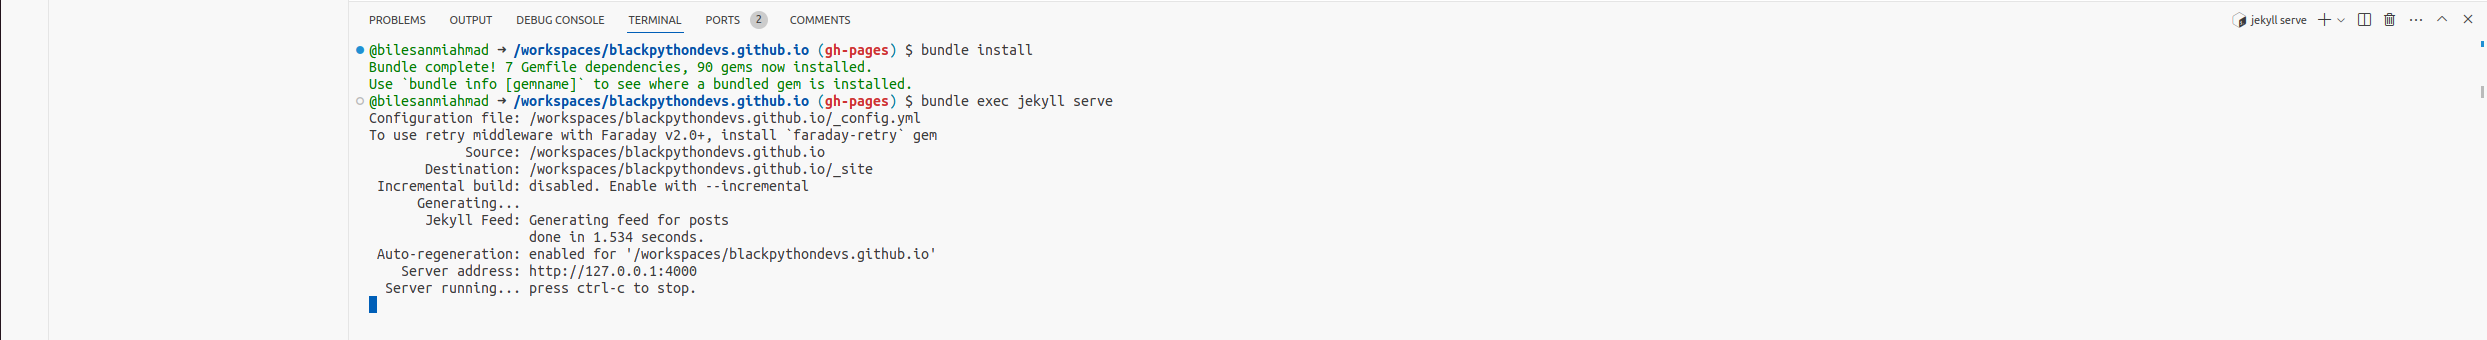 PROBLEMS OUTPUT DEBUG CONSOLE TERMINAL PORTS 2 COMMENTS jekyll serve
@bilesanmiahmad → /workspaces/blackpythondevs.github.io (gh-pages) $ bundle install
Bundle complete! 7 Gemfile dependencies, 90 gems now installed.
Use `bundle info [gemname]` to see where a bundled gem is installed.
@bilesanmiahmad → /workspaces/blackpythondevs.github.io (gh-pages) $ bundle exec jekyll serve
Configuration file: /workspaces/blackpythondevs.github.io/_config.yml
To use retry middleware with Faraday v2.0+, install `faraday-retry` gem
Source: /workspaces/blackpythondevs.github.io
Destination: /workspaces/blackpythondevs.github.io/_site
Incremental build: disabled. Enable with --incremental
Generating...
Jekyll Feed: Generating feed for posts
done in 1.534 seconds.
Auto-regeneration: enabled for '/workspaces/blackpythondevs.github.io'
Server address: http://127.0.0.1:4000
Server running... press ctrl-c to stop.